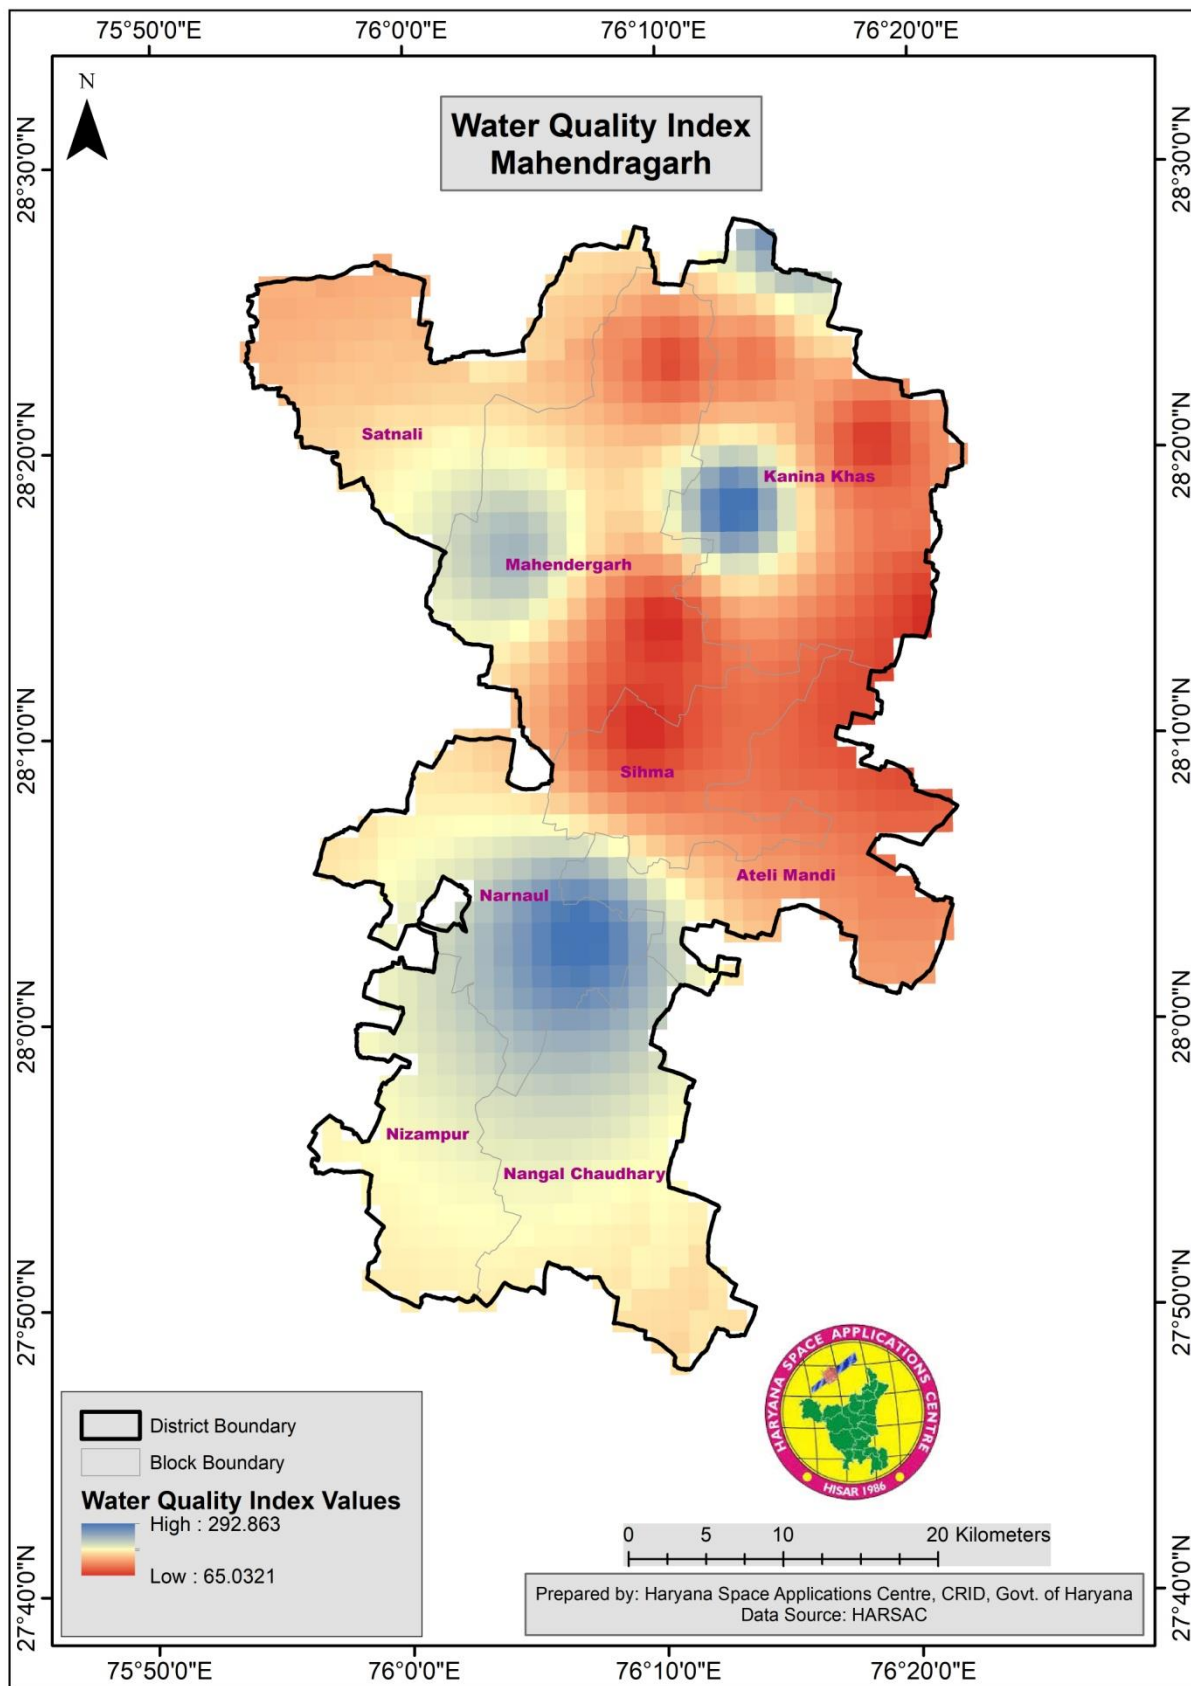 75°50'0"E 76°0'0"E 76°10'0"E 76°20'0"E
N
Water Quality Index
Mahendragarh
28°30'0"N 28°30'0"N
Satnali
28°20'0"N 28°20'0"N
Kanina Khas
Mahendergarh
28°10'0"N 28°10'0"N
Sihma
Ateli Mandi
Narnaul
28°0'0"N 28°0'0"N
Nizampur
Nangal Chaudhary
27°50'0"N 27°50'0"N
HARYANA SPACE APPLICATIONS CENTRE
HISAR 1986
District Boundary
Block Boundary
Water Quality Index Values
High : 292.863
Low : 65.0321
0 5 10 20 Kilometers
Prepared by: Haryana Space Applications Centre, CRID, Govt. of Haryana
Data Source: HARSAC
27°40'0"N 27°40'0"N
75°50'0"E 76°0'0"E 76°10'0"E 76°20'0"E